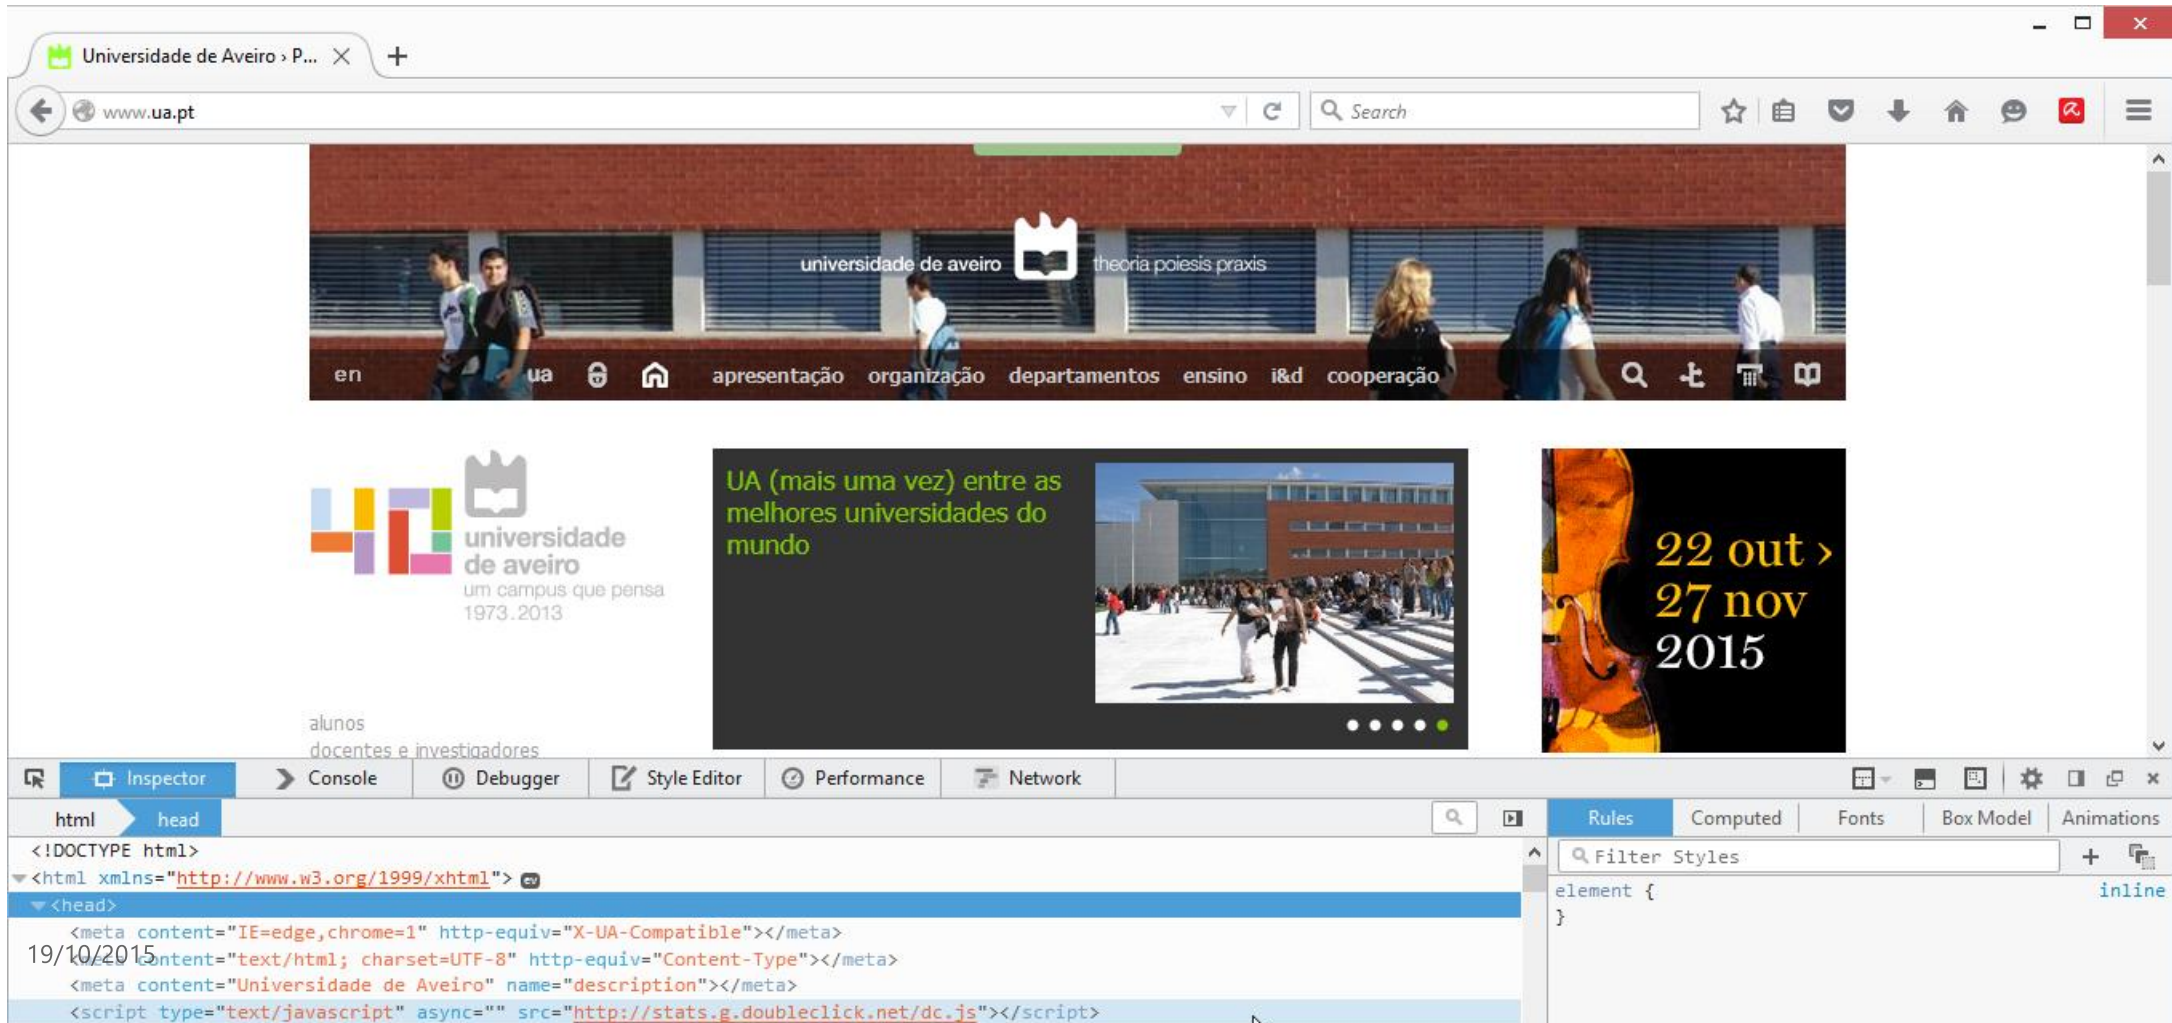 Universidade de Aveiro › P...
www.ua.pt
Search
universidade de aveiro theoria poiesis praxis
en ua apresentação organização departamentos ensino i&d cooperação
universidade
de aveiro
um campus que pensa
1973.2013
UA (mais uma vez) entre as
melhores universidades do
mundo
22 out ›
27 nov
2015
alunos
docentes e investigadores
Inspector Console Debugger Style Editor Performance Network
html head
Rules Computed Fonts Box Model Animations
<!DOCTYPE html>
Filter Styles
<html xmlns="http://www.w3.org/1999/xhtml"> ev
element { inline
<head>
}
<meta content="IE=edge,chrome=1" http-equiv="X-UA-Compatible"></meta>
19/10/2015
<meta content="text/html; charset=UTF-8" http-equiv="Content-Type"></meta>
<meta content="Universidade de Aveiro" name="description"></meta>
<script type="text/javascript" async="" src="http://stats.g.doubleclick.net/dc.js"></script>